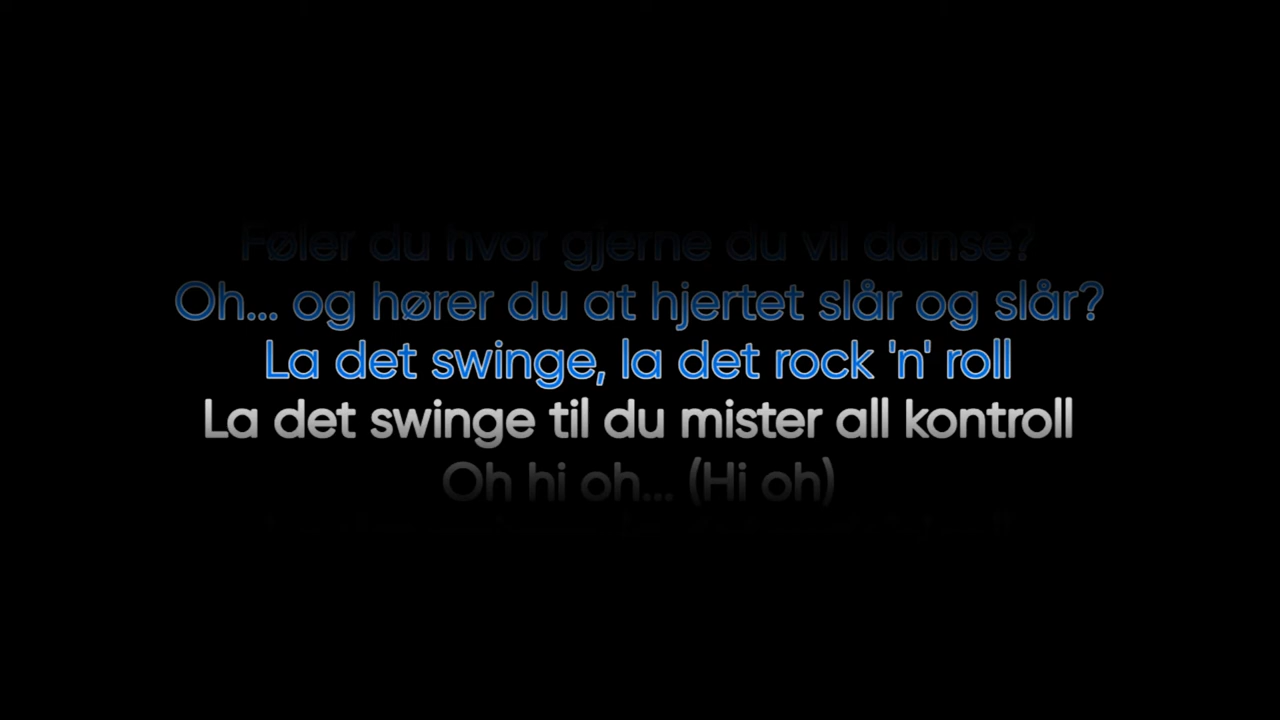 Føler du hvor gjerne du vil danse?
Oh... og hører du at hjertet slår og slår?
La det swinge, la det rock 'n' roll
La det swinge til du mister all kontroll
Oh hi oh... (Hi oh)